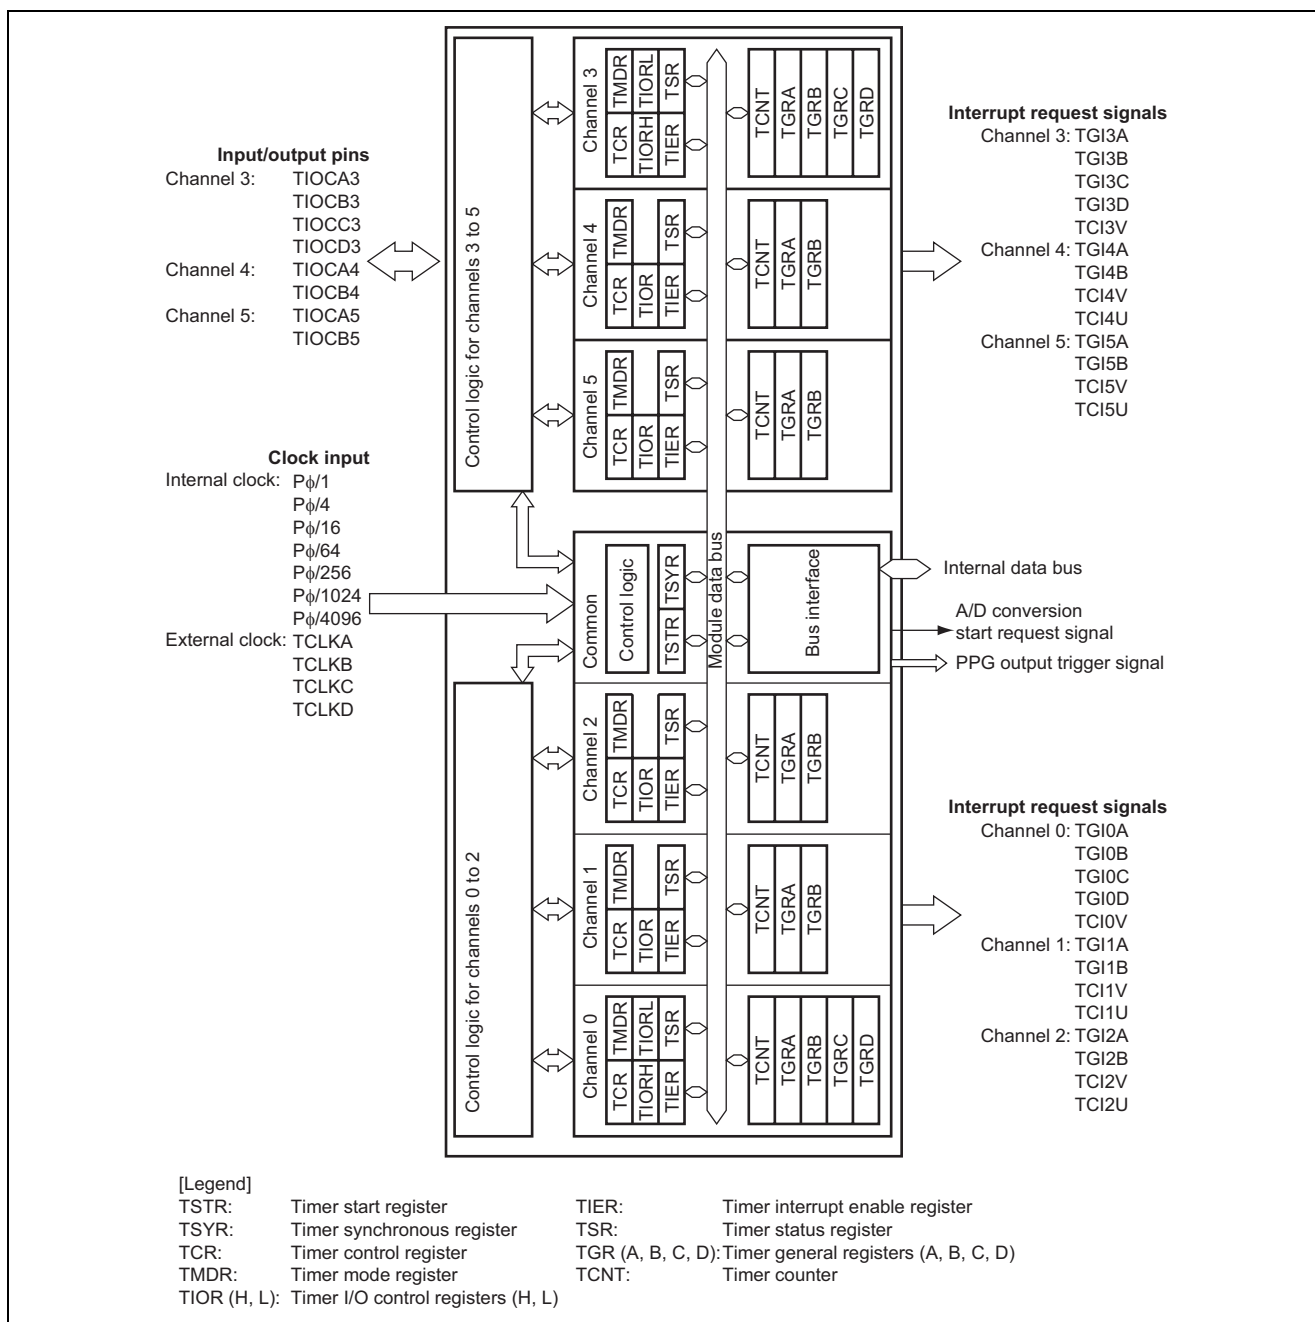 Input/output pins
Channel 3: TIOCA3
TIOCB3
TIOCC3
TIOCD3
Channel 4: TIOCA4
TIOCB4
Channel 5: TIOCA5
TIOCB5
Clock input
Internal clock: Pϕ/1
Pϕ/4
Pϕ/16
Pϕ/64
Pϕ/256
Pϕ/1024
Pϕ/4096
External clock: TCLKA
TCLKB
TCLKC
TCLKD
Control logic for channels 3 to 5
Control logic for channels 0 to 2
Channel 3
TCR TMDR
TIORH TIORL
TIER TSR
TCNT
TGRA
TGRB
TGRC
TGRD
Channel 4
TCR TMDR
TIOR
TIER TSR
TCNT
TGRA
TGRB
Channel 5
TCR TMDR
TIOR
TIER TSR
TCNT
TGRA
TGRB
Common
Control logic
TSTR TSYR
Module data bus
Bus interface
Channel 2
TCR TMDR
TIOR
TIER TSR
TCNT
TGRA
TGRB
Channel 1
TCR TMDR
TIOR
TIER TSR
TCNT
TGRA
TGRB
Channel 0
TCR TMDR
TIORH TIORL
TIER TSR
TCNT
TGRA
TGRB
TGRC
TGRD
Interrupt request signals
Channel 3: TGI3A
TGI3B
TGI3C
TGI3D
TCI3V
Channel 4: TGI4A
TGI4B
TCI4V
TCI4U
Channel 5: TGI5A
TGI5B
TCI5V
TCI5U
Internal data bus
A/D conversion
start request signal
PPG output trigger signal
Interrupt request signals
Channel 0: TGI0A
TGI0B
TGI0C
TGI0D
TCI0V
Channel 1: TGI1A
TGI1B
TCI1V
TCI1U
Channel 2: TGI2A
TGI2B
TCI2V
TCI2U
[Legend]
TSTR: Timer start register
TSYR: Timer synchronous register
TCR: Timer control register
TMDR: Timer mode register
TIOR (H, L): Timer I/O control registers (H, L)
TIER: Timer interrupt enable register
TSR: Timer status register
TGR (A, B, C, D): Timer general registers (A, B, C, D)
TCNT: Timer counter